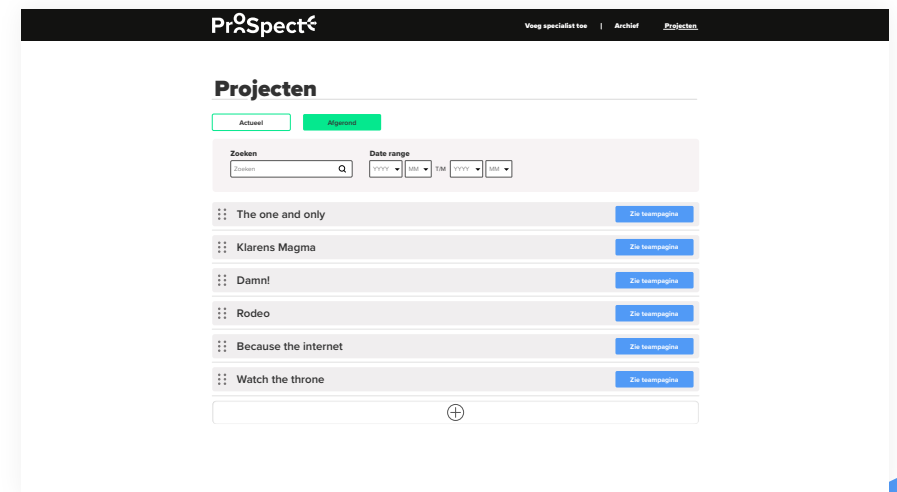 PrOSpect
Voeg specialist toe | Archief Projecten
Projecten
Actueel Afgerond
Zoeken Date range
Zoeken YYYY MM T/M YYYY MM
The one and only Zie teampagina
Klarens Magma Zie teampagina
Damn! Zie teampagina
Rodeo Zie teampagina
Because the internet Zie teampagina
Watch the throne Zie teampagina